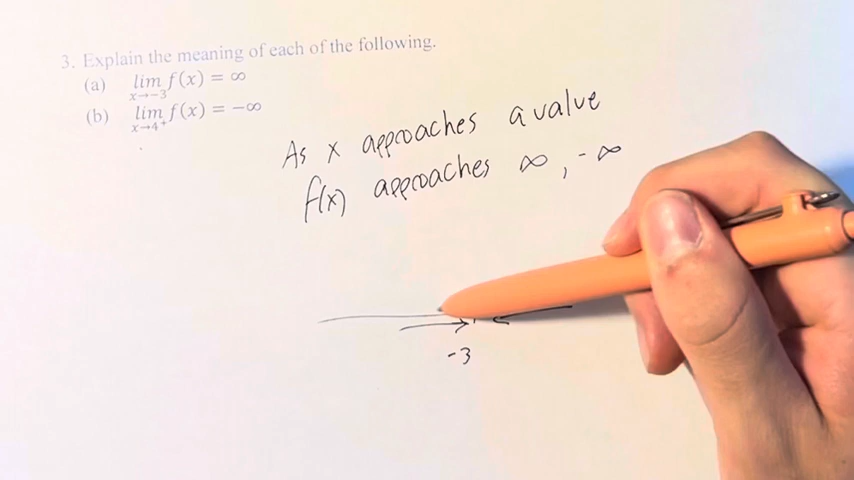 3. Explain the meaning of each of the following.
(a) lim x→-3 f(x) = ∞
(b) lim x→4⁺ f(x) = -∞
As x approaches a value
f(x) approaches ∞, -∞
-3